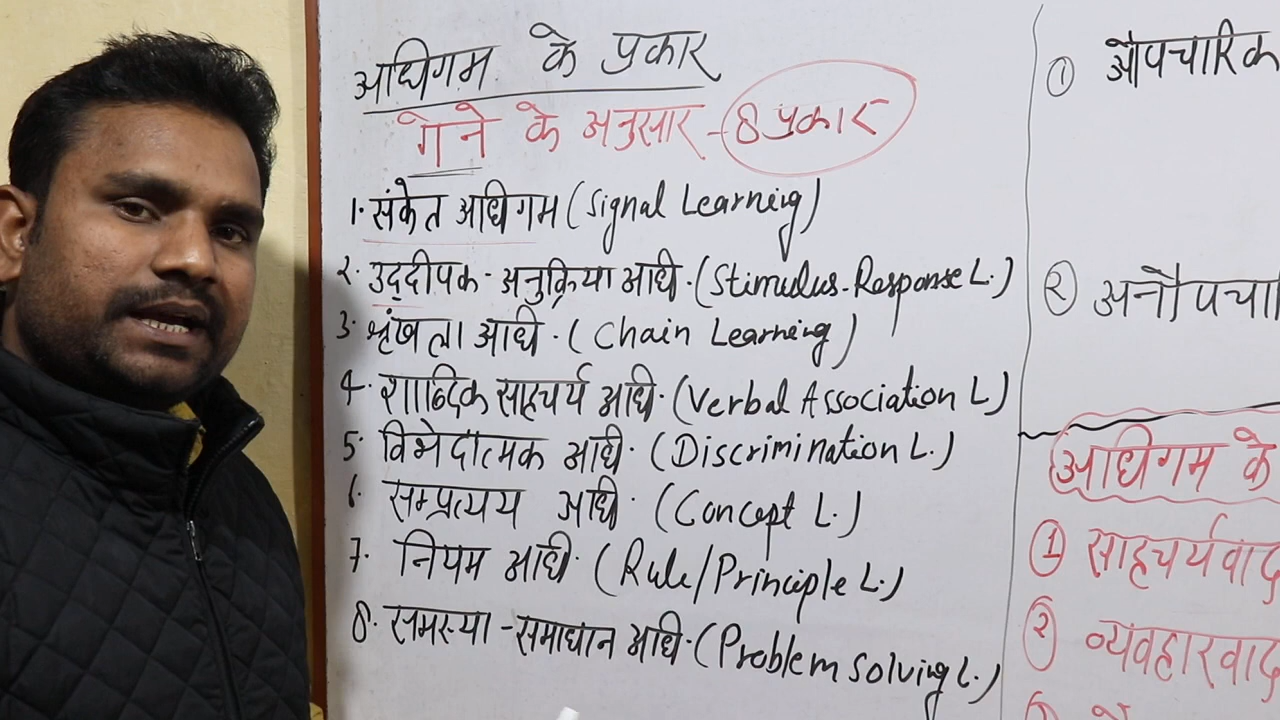 अधिगम के प्रकार
गेने के अनुसार - 8 प्रकार
1. संकेत अधिगम (Signal Learning)
2. उद्दीपक - अनुक्रिया अधि. (Stimulus-Response L.)
3. श्रृंखला अधि. (Chain Learning)
4. शाब्दिक साहचर्य अधि. (Verbal Association L)
5. विभेदात्मक अधि. (Discrimination L.)
6. सम्प्रत्यय अधि. (Concept L.)
7. नियम अधि. (Rule/Principle L.)
8. समस्या - समाधान अधि. (Problem Solving L.)
① औपचारिक
② अनौपचा
अधिगम के
① साहचर्यवाद
② व्यवहारवाद